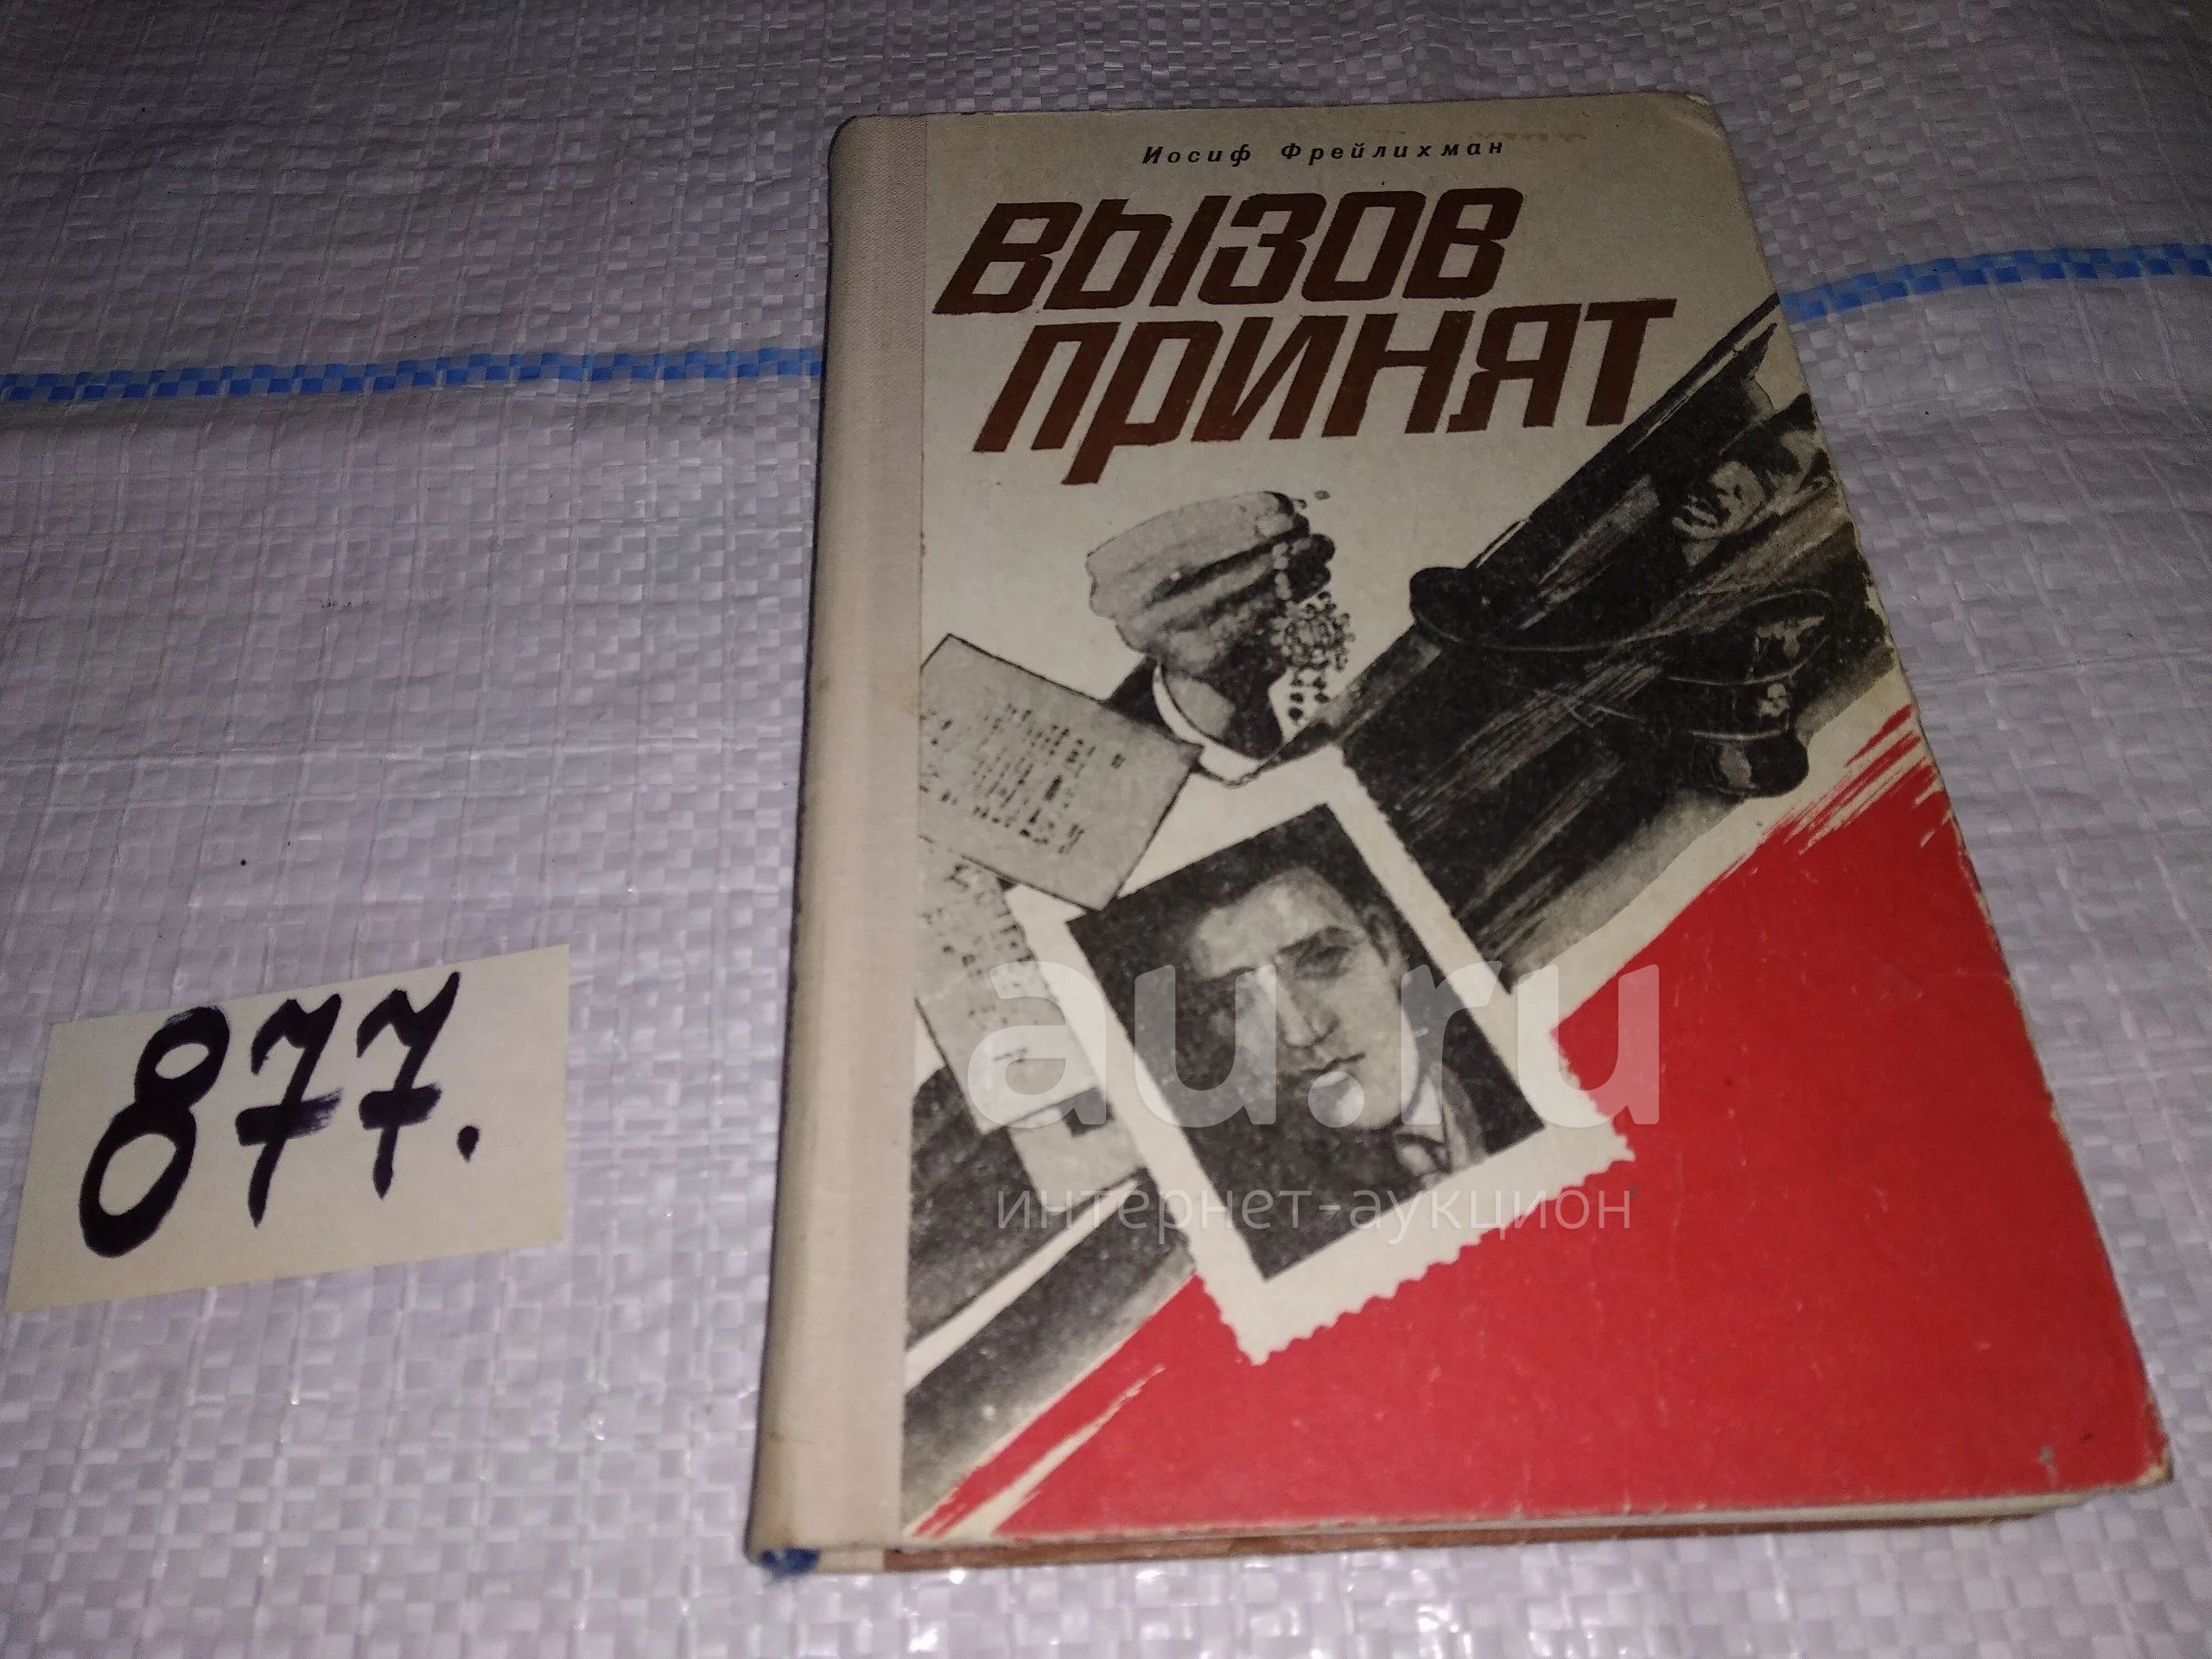 Иосиф Фрейлихман
ВЫЗОВ
ПРИНЯТ
877.
au.ru
интернет-аукцион